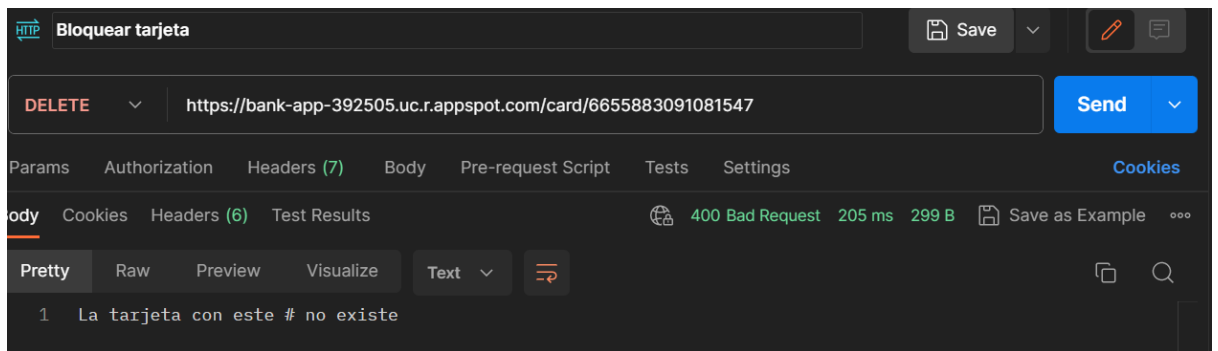 HTTP Bloquear tarjeta Save
DELETE https://bank-app-392505.uc.r.appspot.com/card/6655883091081547 Send
Params Authorization Headers (7) Body Pre-request Script Tests Settings Cookies
ody Cookies Headers (6) Test Results 400 Bad Request 205 ms 299 B Save as Example
Pretty Raw Preview Visualize Text
1 La tarjeta con este # no existe